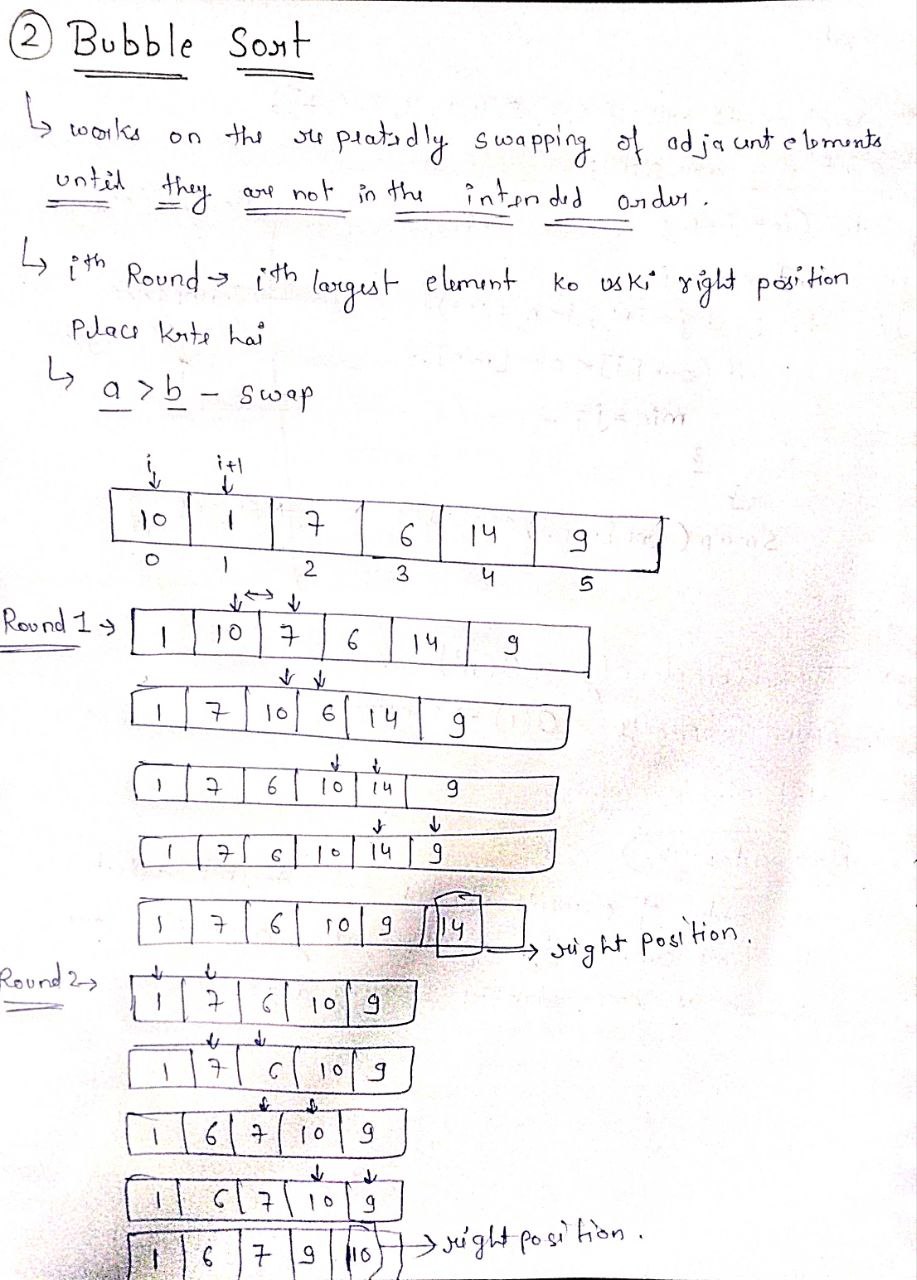 ② Bubble Sort
↳ works on the repeatedly swapping of adjacent elements
until they are not in the intended order.
↳ ith Round → ith largest element ko uski right position
Place krte hai
↳ a > b - swap
i i+1
10 1 7 6 14 9
0 1 2 3 4 5
Round 1 → 1 10 7 6 14 9
1 7 10 6 14 9
1 7 6 10 14 9
1 7 6 10 14 9
1 7 6 10 9 14 → right position.
Round 2 → 1 7 6 10 9
1 7 6 10 9
1 6 7 10 9
1 6 7 10 9
1 6 7 9 10 → right position.